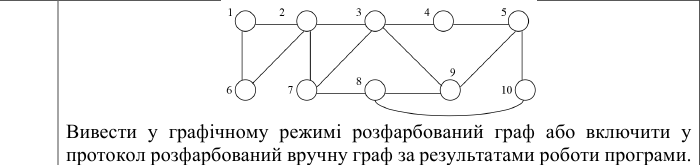 1 2 3 4 5
6 7 8 9 10
Вивести у графічному режимі розфарбований граф або включити у
протокол розфарбований вручну граф за результатами роботи програми.